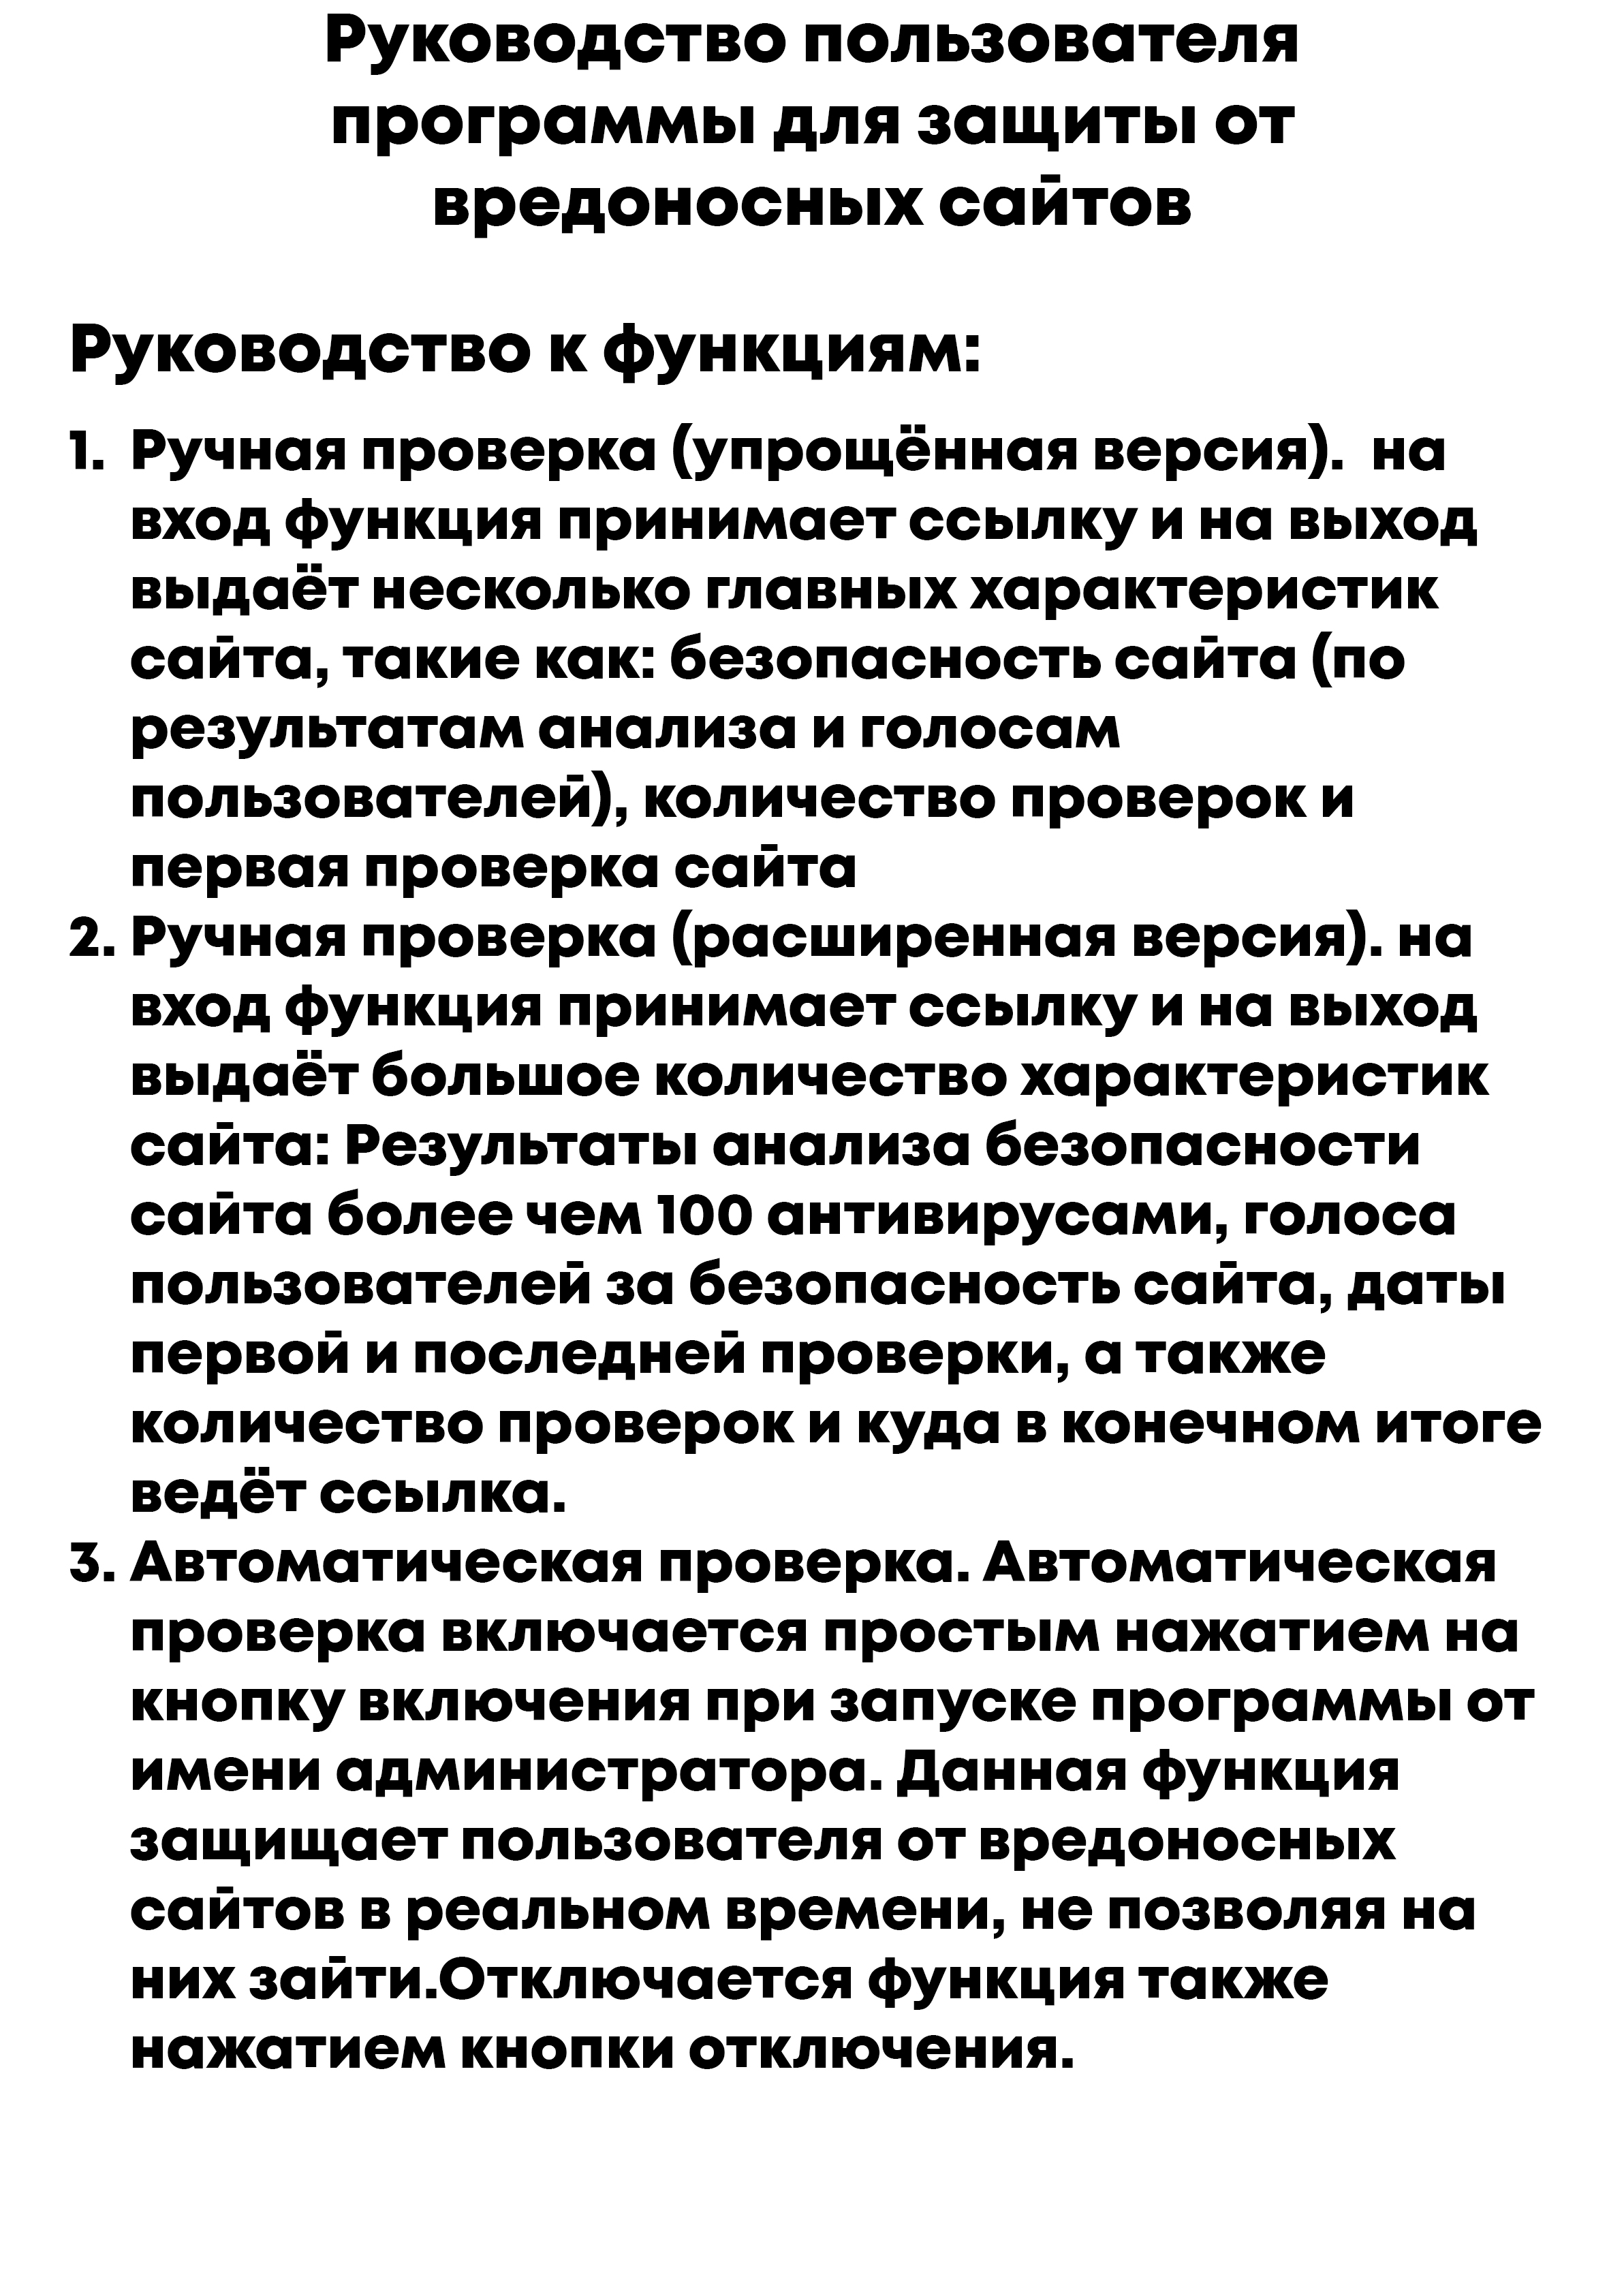 Руководство пользователя
программы для защиты от
вредоносных сайтов
Руководство к функциям:
1. Ручная проверка (упрощённая версия).  на
вход функция принимает ссылку и на выход
выдаёт несколько главных характеристик
сайта, такие как: безопасность сайта (по
результатам анализа и голосам
пользователей), количество проверок и
первая проверка сайта
2. Ручная проверка (расширенная версия). на
вход функция принимает ссылку и на выход
выдаёт большое количество характеристик
сайта: Результаты анализа безопасности
сайта более чем 100 антивирусами, голоса
пользователей за безопасность сайта, даты
первой и последней проверки, а также
количество проверок и куда в конечном итоге
ведёт ссылка.
3. Автоматическая проверка. Автоматическая
проверка включается простым нажатием на
кнопку включения при запуске программы от
имени администратора. Данная функция
защищает пользователя от вредоносных
сайтов в реальном времени, не позволяя на
них зайти.Отключается функция также
нажатием кнопки отключения.